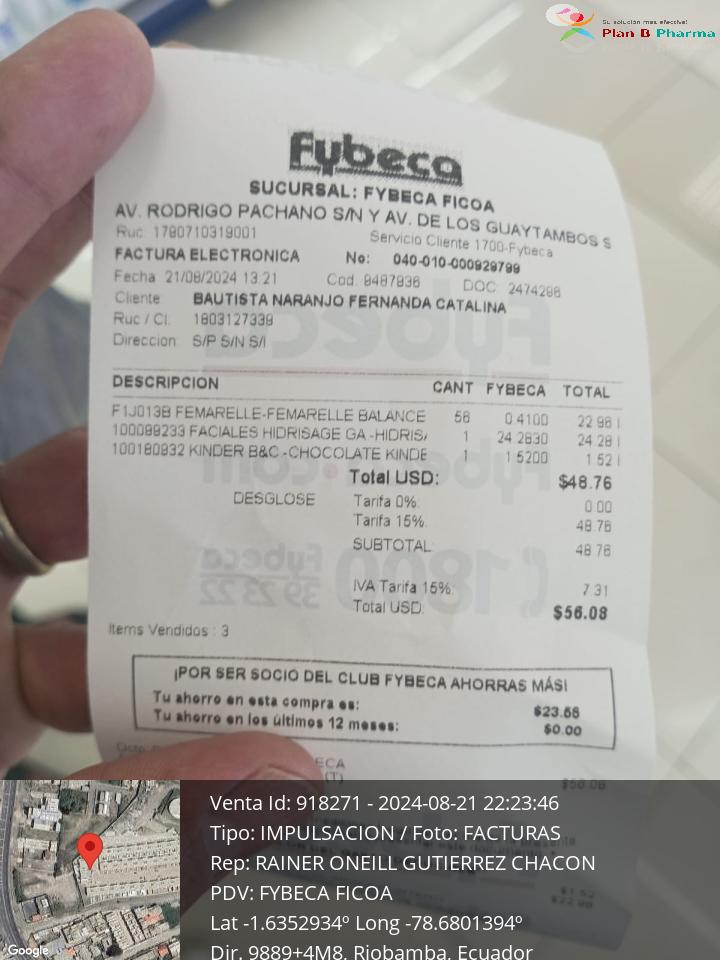 Su solución más efectiva!
Plan B Pharma
Fybeca
SUCURSAL: FYBECA FICOA
AV. RODRIGO PACHANO S/N Y AV. DE LOS GUAYTAMBOS S
Ruc: 1790710319001 Servicio Cliente 1700-Fybeca
FACTURA ELECTRONICA No: 040-010-000929799
Fecha 21/08/2024 13:21 Cod. 9487936 DOC: 2474286
Cliente BAUTISTA NARANJO FERNANDA CATALINA
Ruc / CI. 1803127339
Direccion: S/P S/N S/I
DESCRIPCION CANT FYBECA TOTAL
F1J013B FEMARELLE-FEMARELLE BALANCE 56 0.4100 22.96 I
100099233 FACIALES HIDRISAGE GA -HIDRIS 1 24.2830 24.28 I
100180932 KINDER B&C -CHOCOLATE KINDE 1 1.5200 1.52 I
Total USD: $48.76
DESGLOSE Tarifa 0% 0.00
Tarifa 15% 48.76
SUBTOTAL 48.76
IVA Tarifa 15%: 7.31
Total USD: $56.08
Items Vendidos : 3
¡POR SER SOCIO DEL CLUB FYBECA AHORRAS MÁS!
Tu ahorro en esta compra es: $23.56
Tu ahorro en los últimos 12 meses: $0.00
Venta Id: 918271 - 2024-08-21 22:23:46
Tipo: IMPULSACION / Foto: FACTURAS
Rep: RAINER ONEILL GUTIERREZ CHACON
PDV: FYBECA FICOA
Lat -1.6352934º Long -78.6801394º
Dir. 9889+4M8, Riobamba, Ecuador
Google